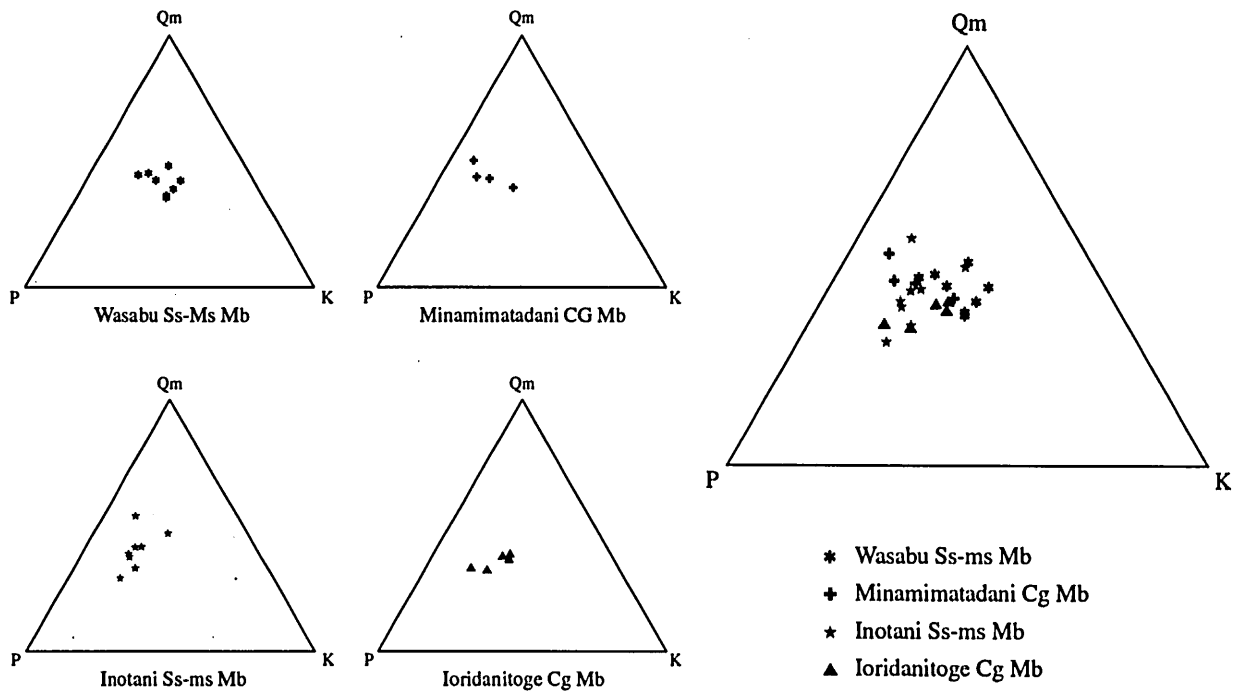 Qm
P K
Wasabu Ss-Ms Mb
Qm
P K
Minamimatadani CG Mb
Qm
P K
Inotani Ss-ms Mb
Qm
P K
Ioridanitoge Cg Mb
Qm
P K
Wasabu Ss-ms Mb
Minamimatadani Cg Mb
Inotani Ss-ms Mb
Ioridanitoge Cg Mb